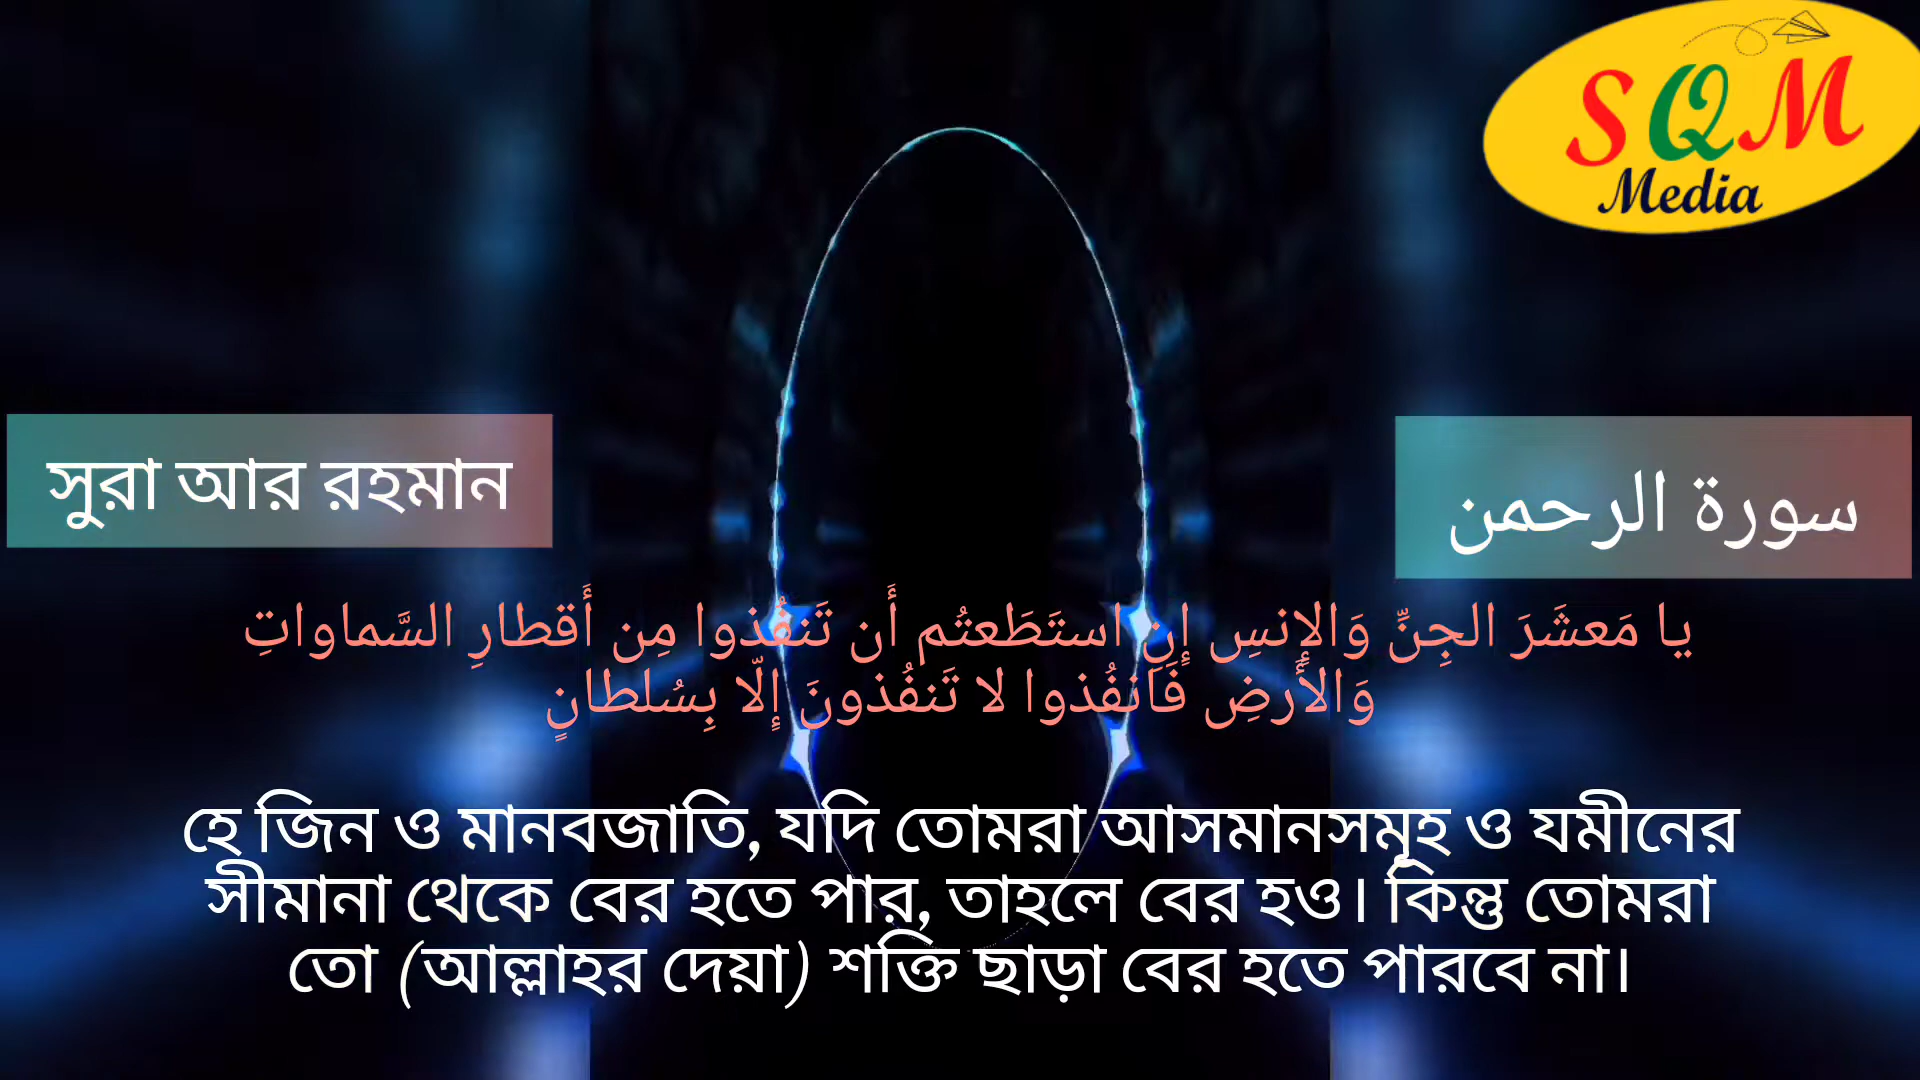 SQM
Media
সুরা আর রহমান
سورة الرحمن
يا مَعشَرَ الجِنِّ وَالإِنسِ إِنِ استَطَعتُم أَن تَنفُذوا مِن أَقطارِ السَّماواتِ
وَالأَرضِ فَانفُذوا لا تَنفُذونَ إِلّا بِسُلطانٍ
হে জিন ও মানবজাতি, যদি তোমরা আসমানসমূহ ও যমীনের
সীমানা থেকে বের হতে পার, তাহলে বের হও। কিন্তু তোমরা
তো (আল্লাহর দেয়া) শক্তি ছাড়া বের হতে পারবে না।